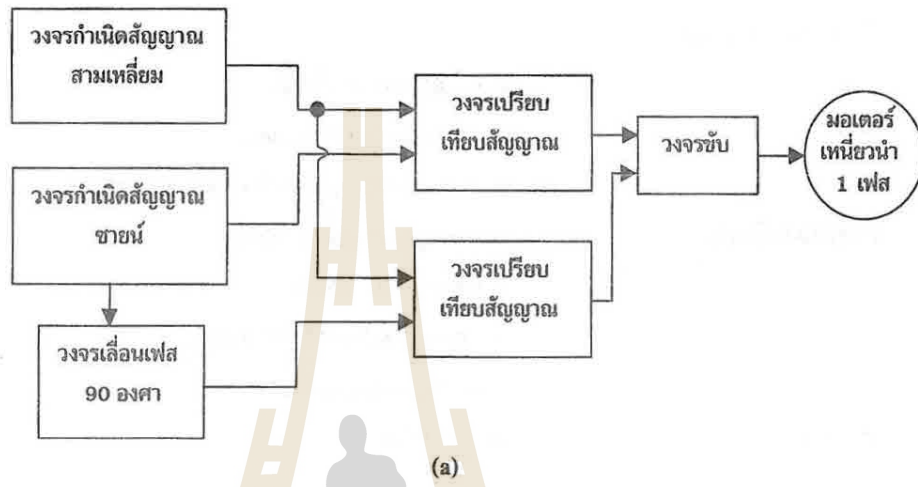 วงจรกำเนิดสัญญาณ
สามเหลี่ยม
วงจรเปรียบ
เทียบสัญญาณ
วงจรขับ
มอเตอร์
เหนี่ยวนำ
1 เฟส
วงจรกำเนิดสัญญาณ
ซายน์
วงจรเปรียบ
เทียบสัญญาณ
วงจรเลื่อนเฟส
90 องศา
(a)